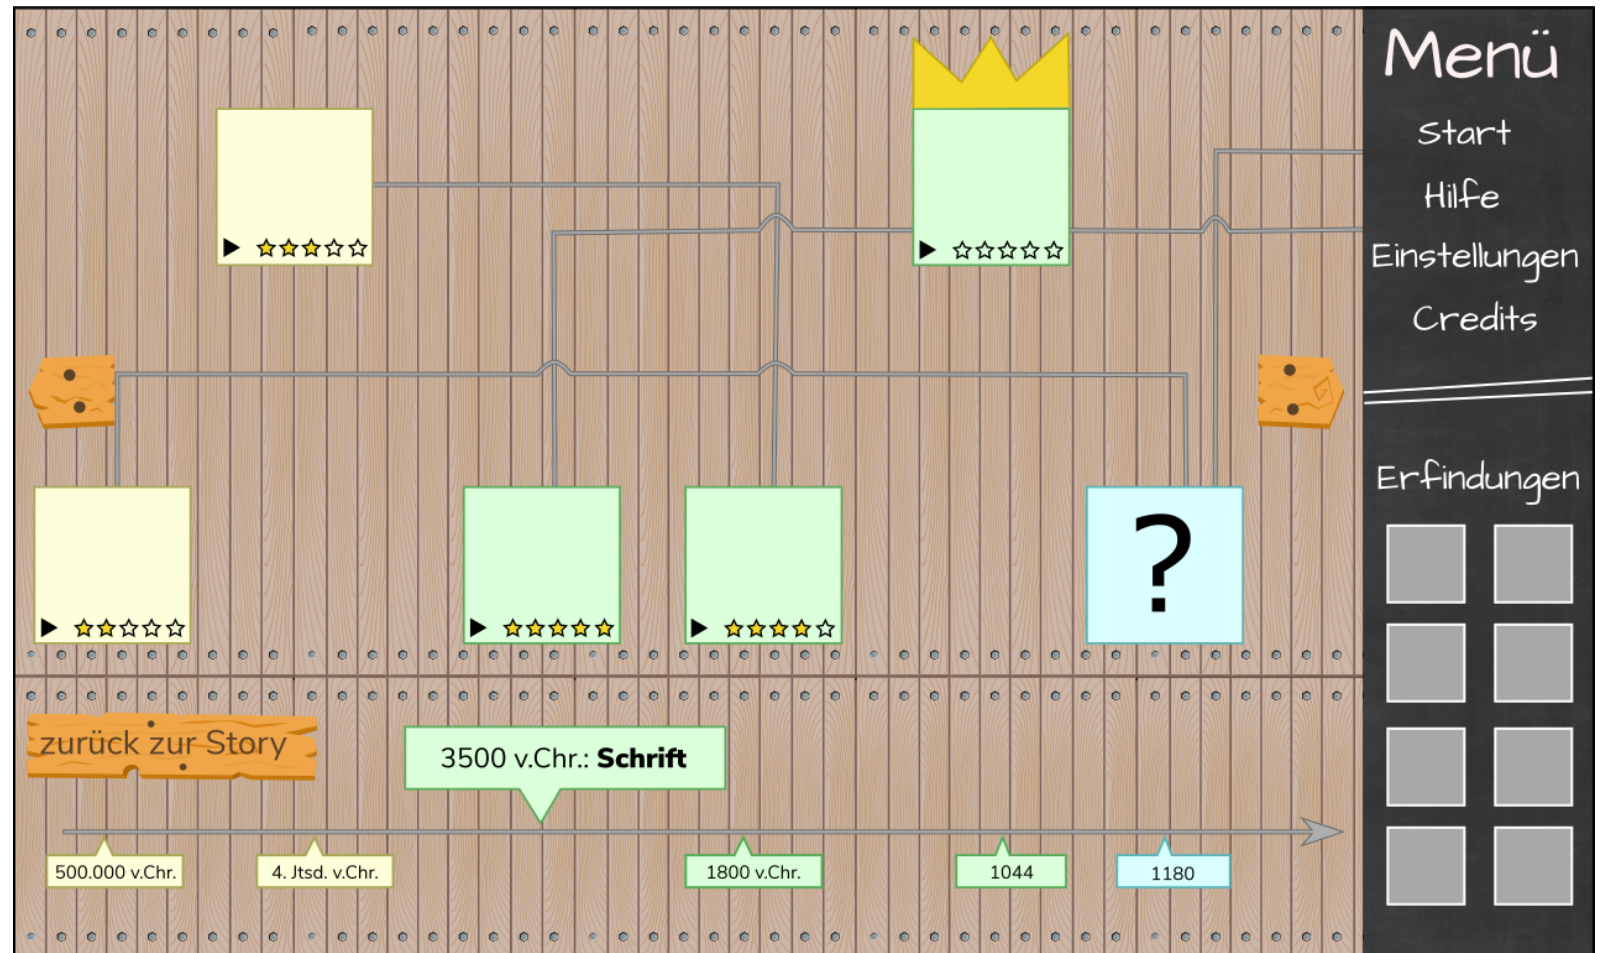 ?
zurück zur Story
3500 v.Chr.: Schrift
500.000 v.Chr.
4. Jtsd. v.Chr.
1800 v.Chr.
1044
1180
Menü
Start
Hilfe
Einstellungen
Credits
Erfindungen